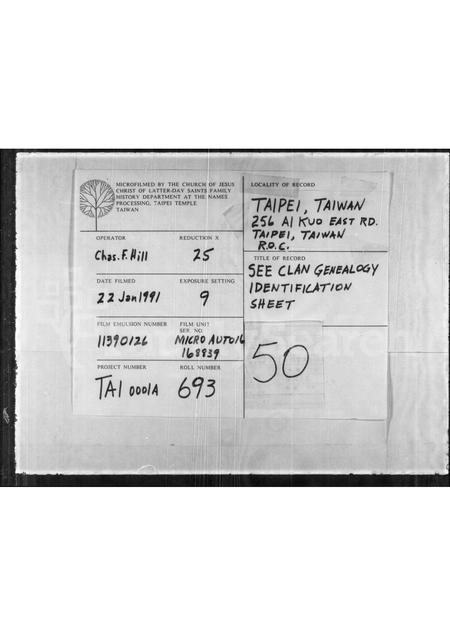 MICROFILMED BY THE CHURCH OF JESUS
CHRIST OF LATTER-DAY SAINTS FAMILY
HISTORY DEPARTMENT AT THE NAMES
PROCESSING, TAIPEI TEMPLE
TAIWAN
OPERATOR
REDUCTION X
Chas. F. Hill
25
DATE FILMED
EXPOSURE SETTING
22 Jan 1991
9
FILM EMULSION NUMBER
FILM UNIT
SER. NO.
11390126
MICRO AUTO16
168839
PROJECT NUMBER
ROLL NUMBER
TAI 0001A
693
LOCALITY OF RECORD
TAIPEI, TAIWAN
256 AI KUO EAST RD.
TAIPEI, TAIWAN
R.O.C.
TITLE OF RECORD
SEE CLAN GENEALOGY
IDENTIFICATION
SHEET
50